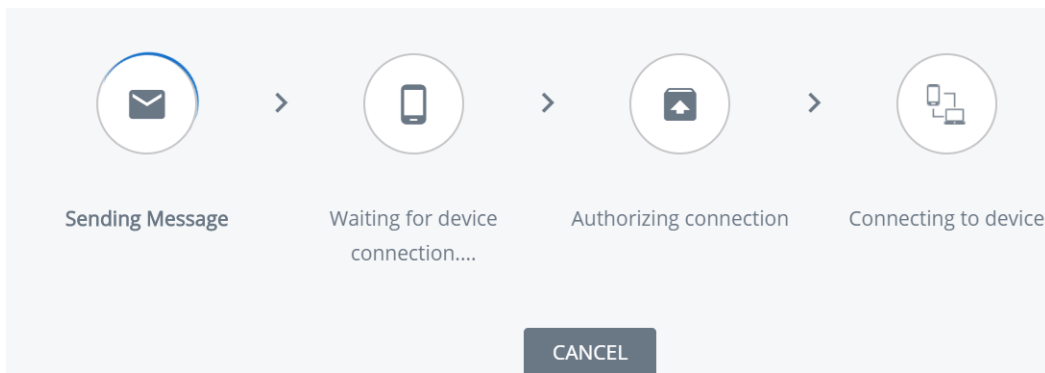 Sending Message
Waiting for device
connection....
Authorizing connection
Connecting to device
CANCEL